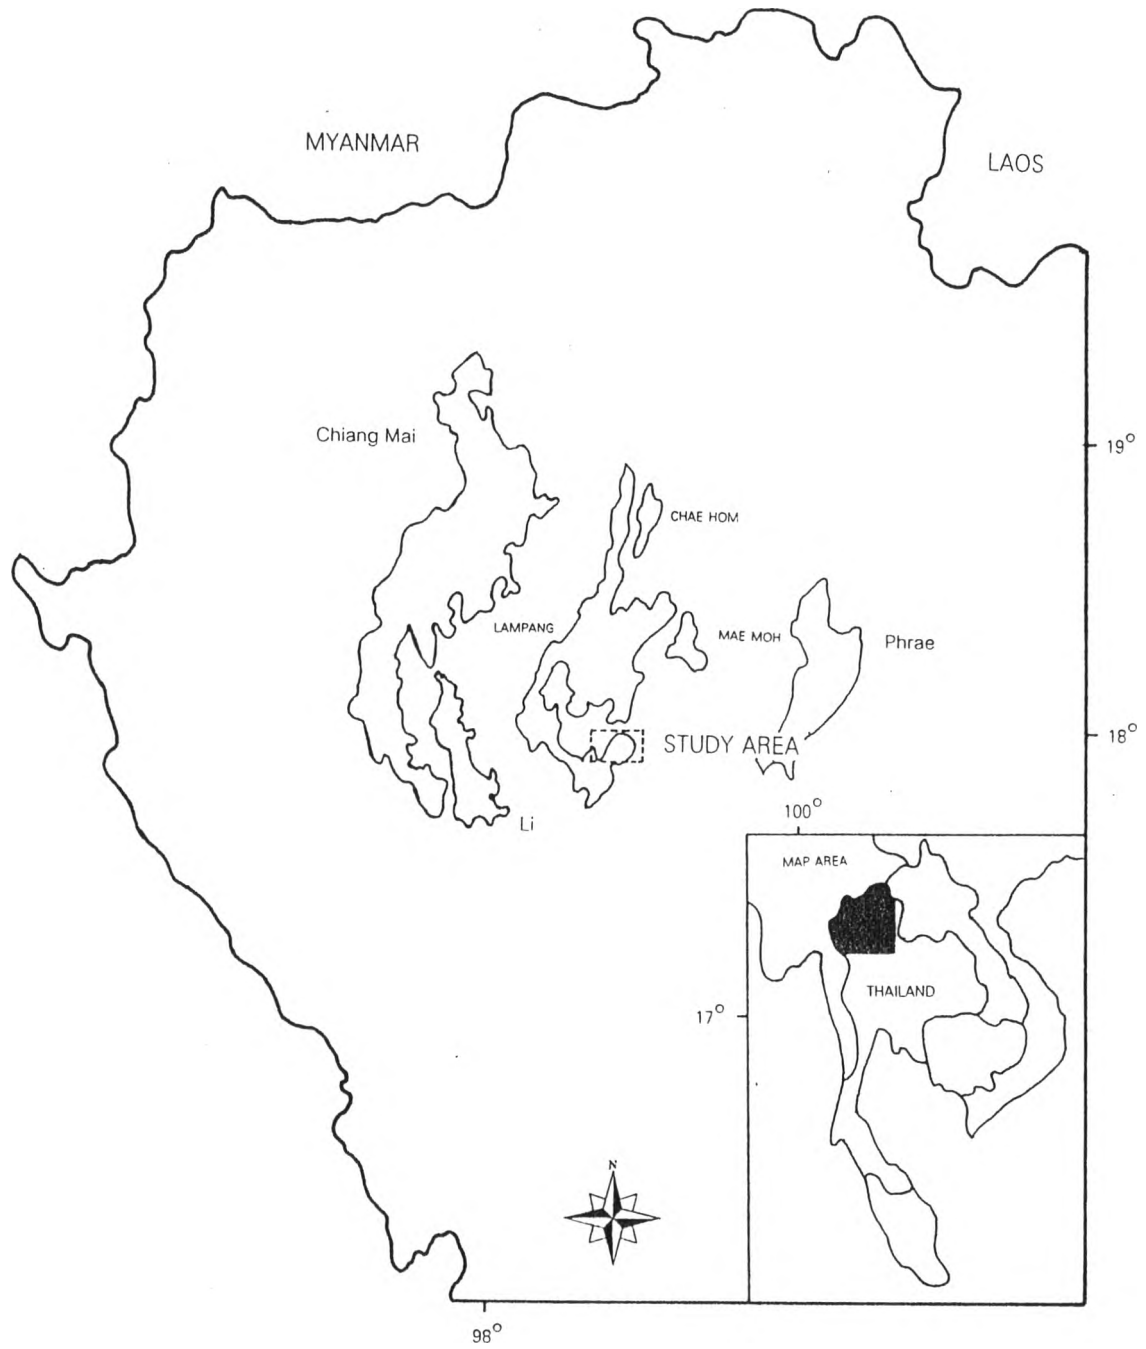 MYANMAR
LAOS
Chiang Mai
19°
CHAE HOM
LAMPANG
MAE MOH
Phrae
STUDY AREA
18°
Li
100°
MAP AREA
THAILAND
17°
N
98°